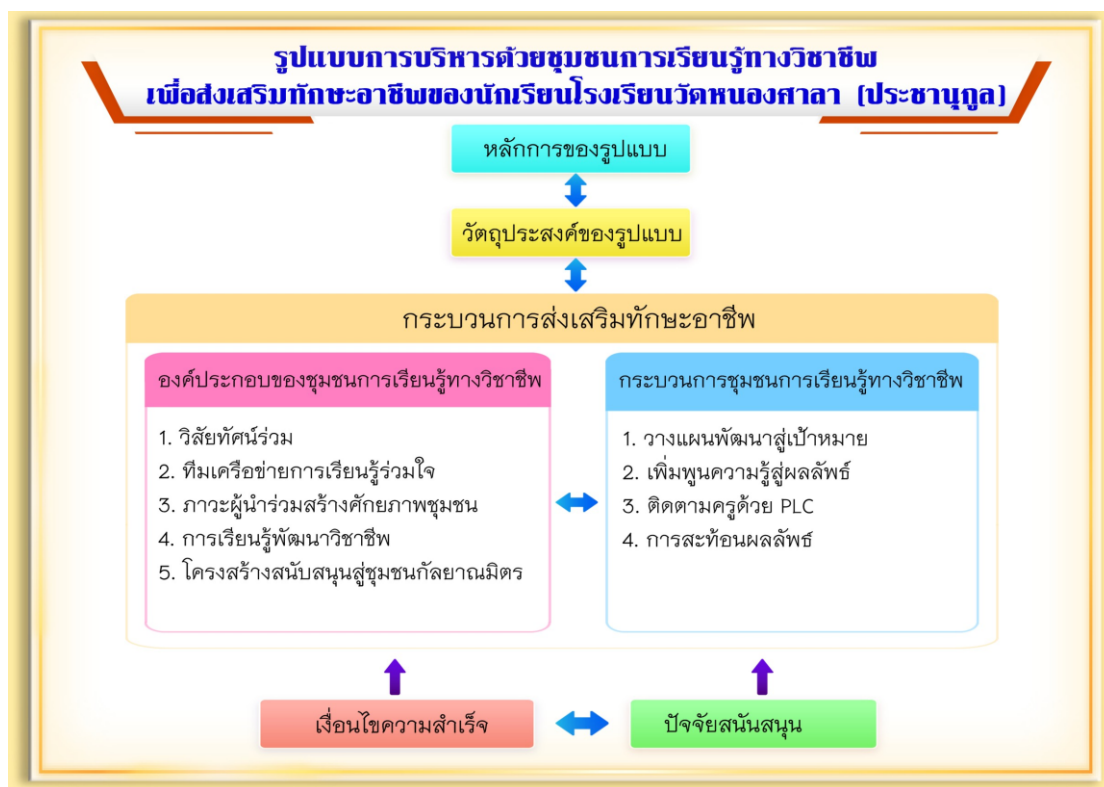 รูปแบบการบริหารด้วยชุมชนการเรียนรู้ทางวิชาชีพ
เพื่อส่งเสริมทักษะอาชีพของนักเรียนโรงเรียนวัดหนองศาลา (ประชานุกูล)
หลักการของรูปแบบ
วัตถุประสงค์ของรูปแบบ
กระบวนการส่งเสริมทักษะอาชีพ
องค์ประกอบของชุมชนการเรียนรู้ทางวิชาชีพ
1. วิสัยทัศน์ร่วม
2. ทีมเครือข่ายการเรียนรู้ร่วมใจ
3. ภาวะผู้นำร่วมสร้างศักยภาพชุมชน
4. การเรียนรู้พัฒนาวิชาชีพ
5. โครงสร้างสนับสนุนสู่ชุมชนกัลยาณมิตร
กระบวนการชุมชนการเรียนรู้ทางวิชาชีพ
1. วางแผนพัฒนาสู่เป้าหมาย
2. เพิ่มพูนความรู้สู่ผลลัพธ์
3. ติดตามครูด้วย PLC
4. การสะท้อนผลลัพธ์
เงื่อนไขความสำเร็จ
ปัจจัยสนันสนุน